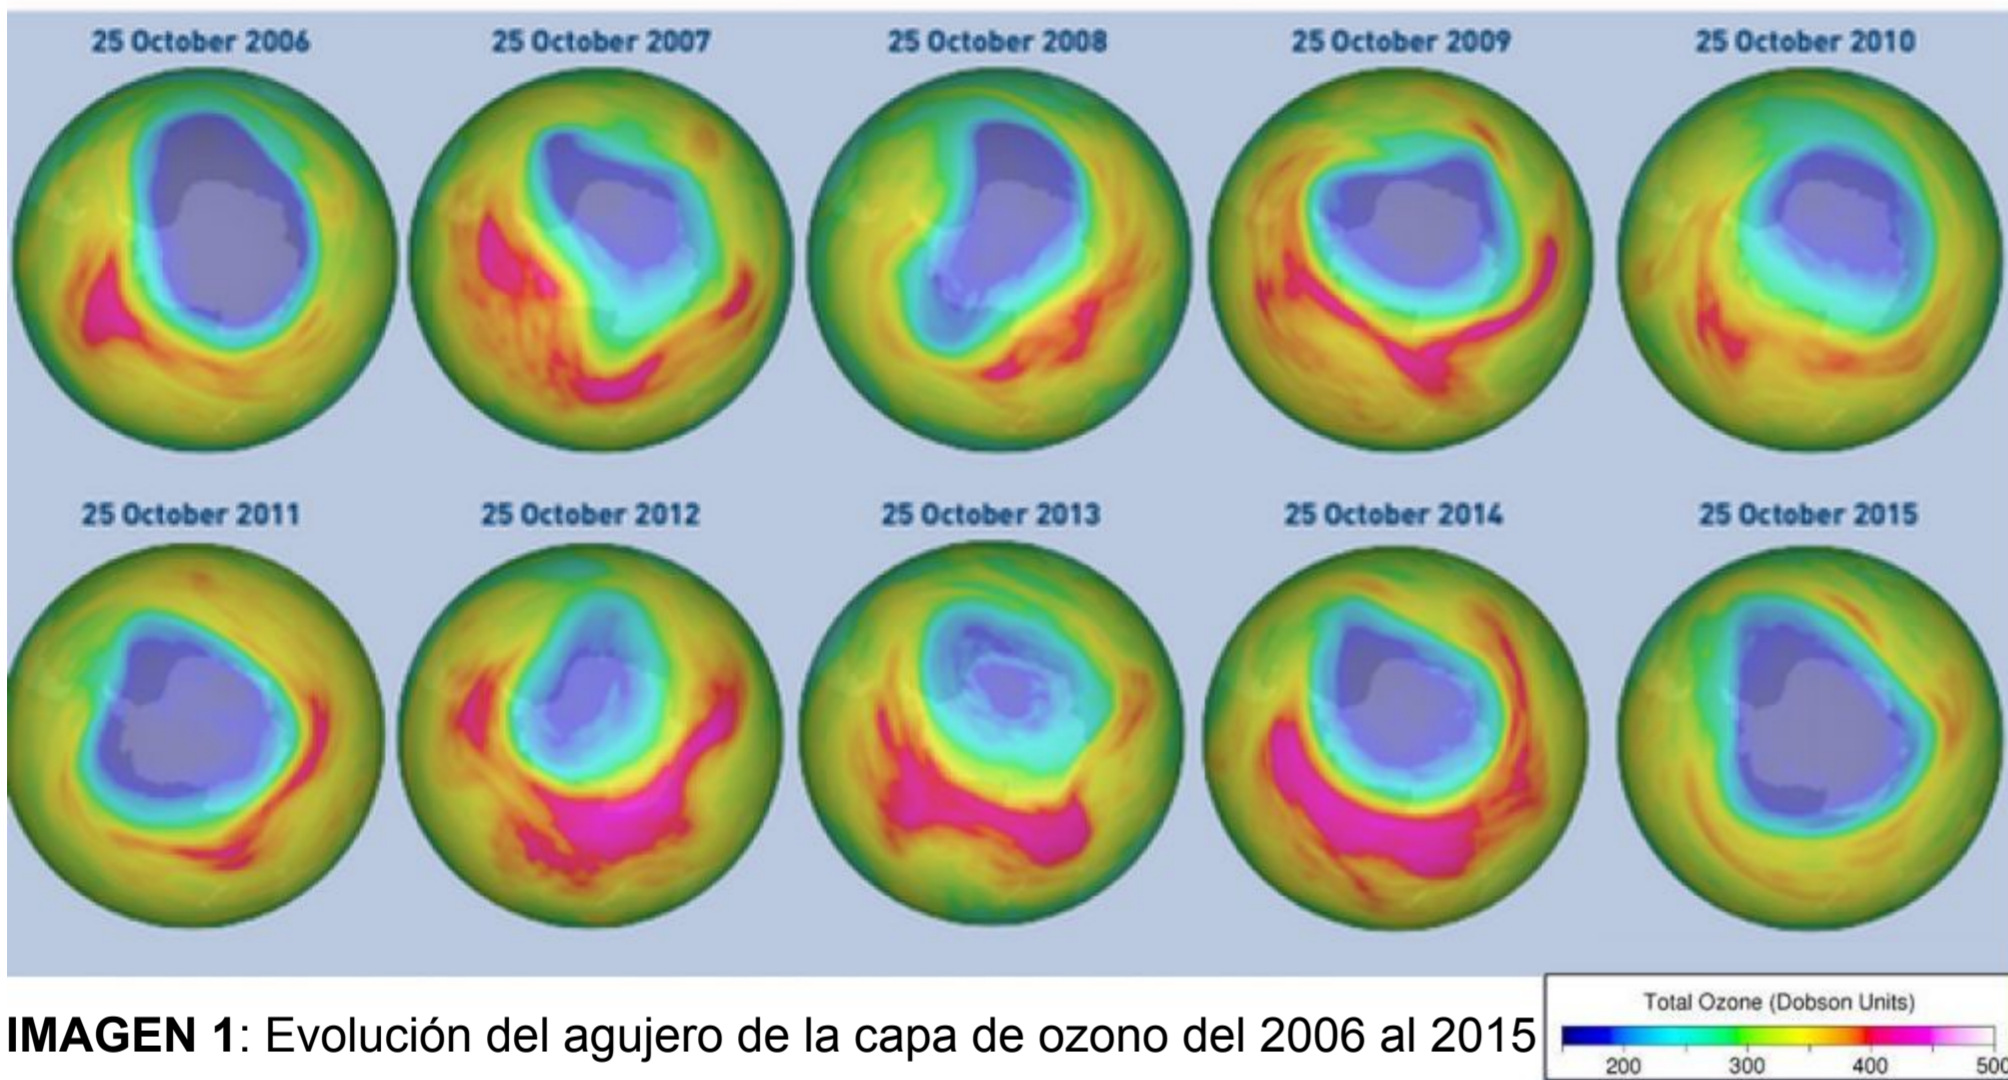 25 October 2006
25 October 2007
25 October 2008
25 October 2009
25 October 2010
25 October 2011
25 October 2012
25 October 2013
25 October 2014
25 October 2015
IMAGEN 1: Evolución del agujero de la capa de ozono del 2006 al 2015
Total Ozone (Dobson Units)
200 300 400 500